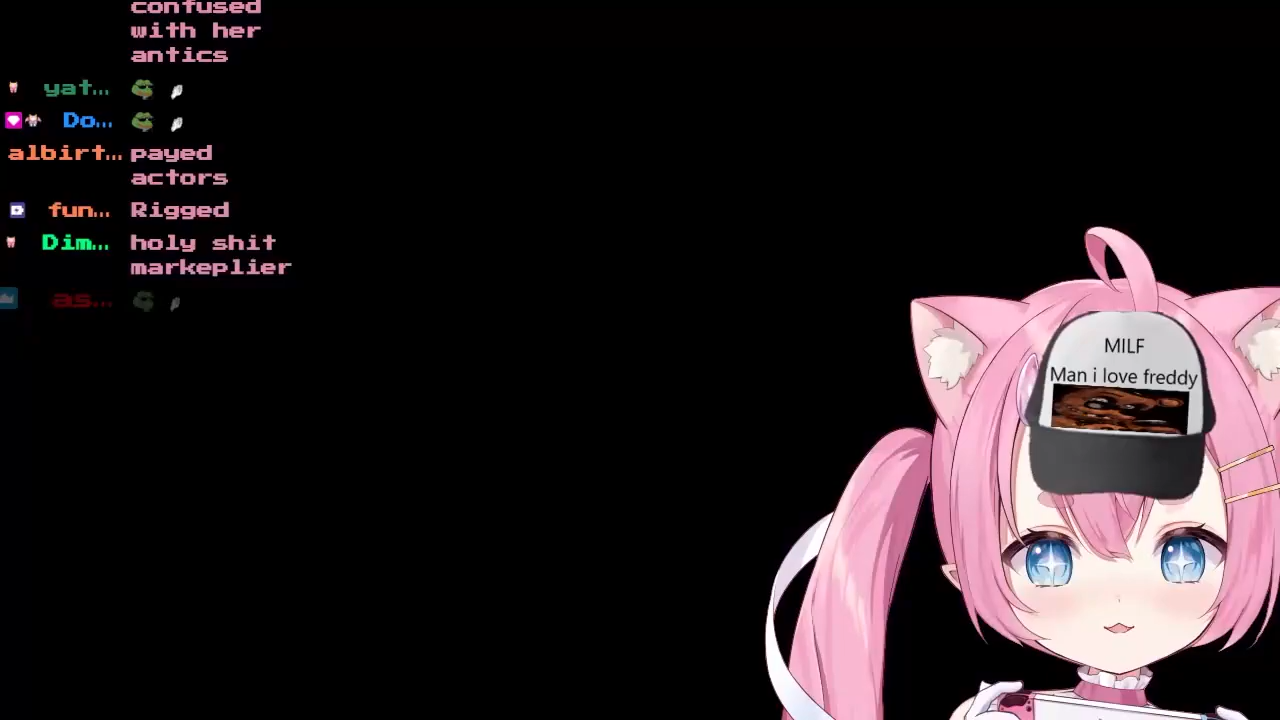 confused
with her
antics
yat...
Do...
albirt... payed
actors
fun... Rigged
Dim... holy shit
markeplier
as...
MILF
Man i love freddy